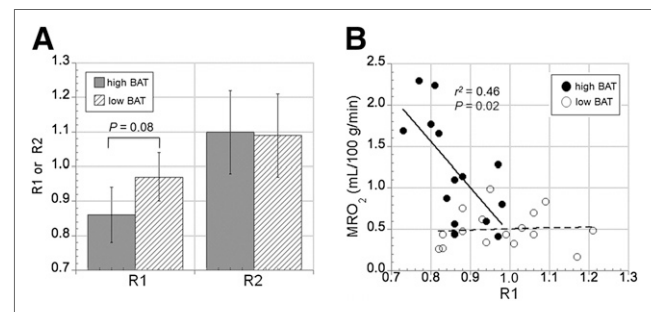 A
1.3
1.2
1.1
1.0
0.9
0.8
0.7
R1 or R2
high BAT
low BAT
P = 0.08
R1
R2
B
2.5
2.0
1.5
1.0
0.5
0.0
MRO₂ (mL/100 g/min)
r² = 0.46
P = 0.02
high BAT
low BAT
0.7
0.8
0.9
1.0
1.1
1.2
1.3
R1